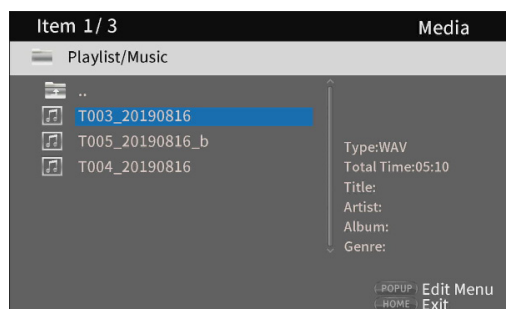 Item 1/3
Media
Playlist/Music
..
T003_20190816
T005_20190816_b
T004_20190816
Type:WAV
Total Time:05:10
Title:
Artist:
Album:
Genre:
POPUP Edit Menu
HOME Exit